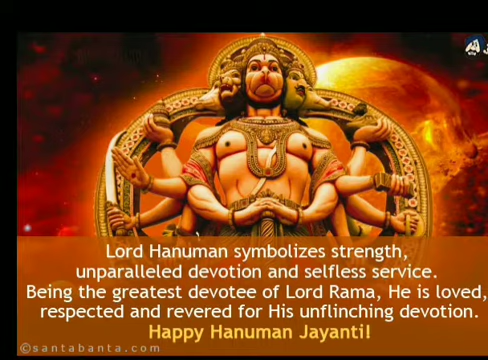 Lord Hanuman symbolizes strength,
unparalleled devotion and selfless service.
Being the greatest devotee of Lord Rama, He is loved,
respected and revered for His unflinching devotion.
Happy Hanuman Jayanti!
©santabanta.com